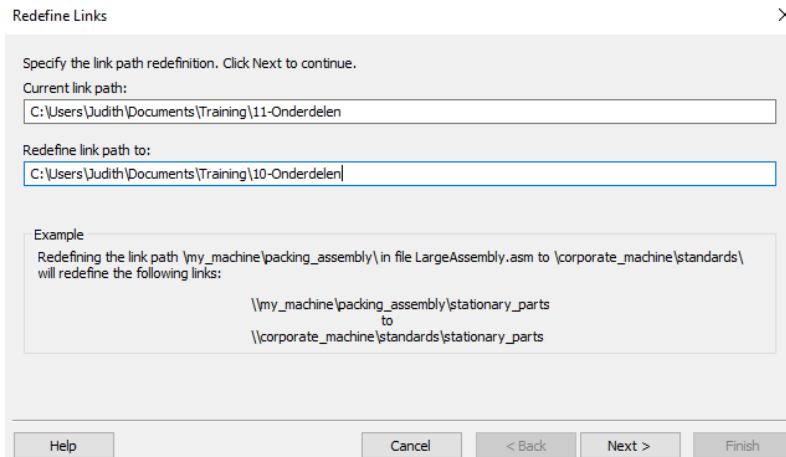 Redefine Links
Specify the link path redefinition. Click Next to continue.
Current link path:
C:\Users\Judith\Documents\Training\11-Onderdelen
Redefine link path to:
C:\Users\Judith\Documents\Training\10-Onderdelen
Example
Redefining the link path \my_machine\packing_assembly\ in file LargeAssembly.asm to \corporate_machine\standards\
will redefine the following links:
\\my_machine\packing_assembly\stationary_parts
to
\\corporate_machine\standards\stationary_parts
Help
Cancel
< Back
Next >
Finish